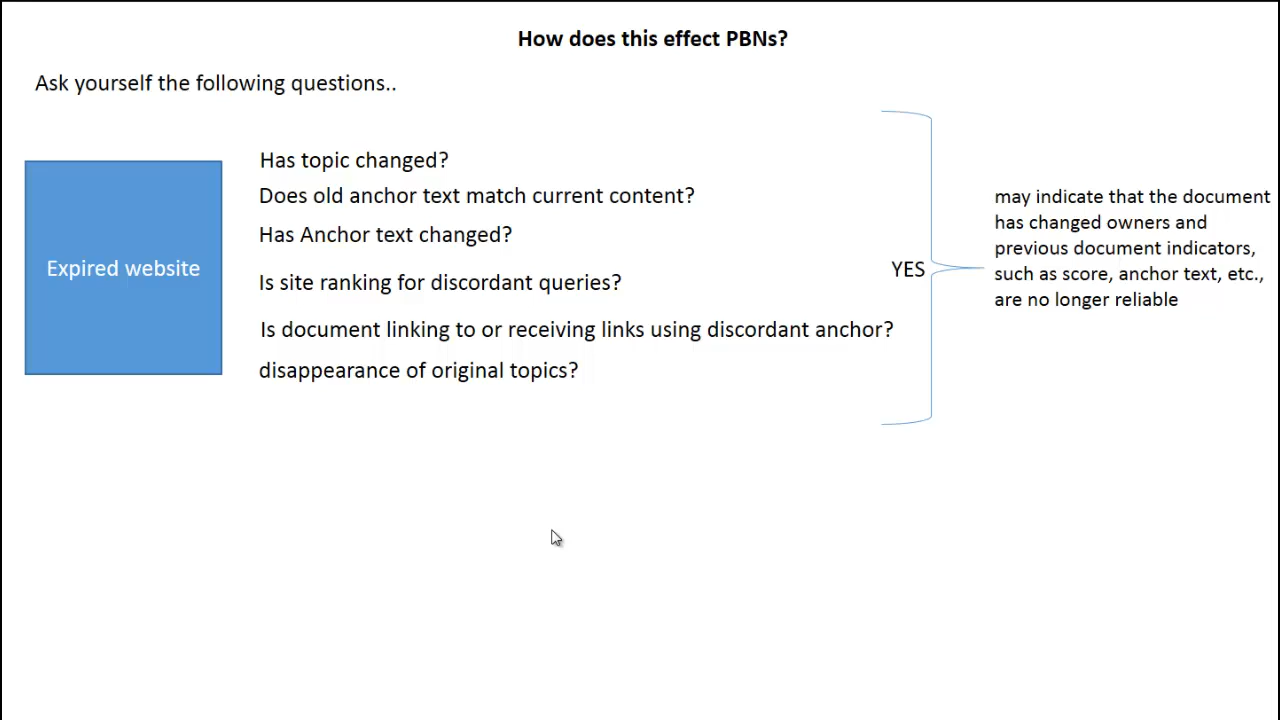 How does this effect PBNs?
Ask yourself the following questions..
Expired website
Has topic changed?
Does old anchor text match current content?
Has Anchor text changed?
Is site ranking for discordant queries?
Is document linking to or receiving links using discordant anchor?
disappearance of original topics?
YES
may indicate that the document
has changed owners and
previous document indicators,
such as score, anchor text, etc.,
are no longer reliable